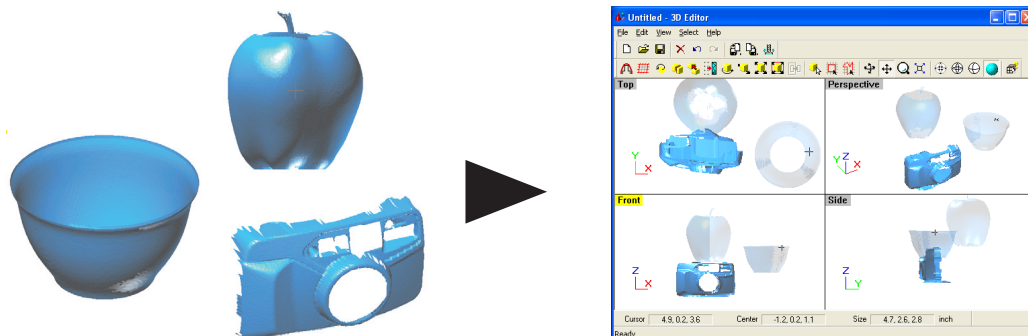 Untitled - 3D Editor
File Edit View Select Help
Top
Perspective
Y
X
Z
Y
X
Front
Side
Z
X
Z
Y
Cursor 4.9, 0.2, 3.6 Center -1.2, 0.2, 1.1 Size 4.7, 2.6, 2.8 inch
Ready